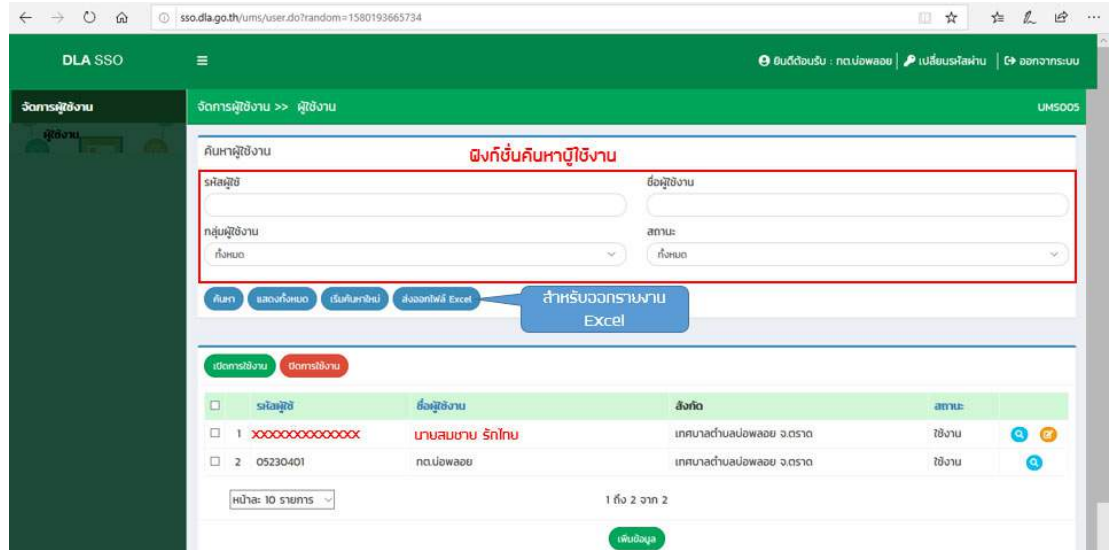 sso.dla.go.th/ums/user.do?random=1580193665734
DLA SSO
ยินดีต้อนรับ : ทต.บ่อพลอย | เปลี่ยนรหัสผ่าน | ออกจากระบบ
จัดการผู้ใช้งาน
จัดการผู้ใช้งาน >> ผู้ใช้งาน
UMS005
ผู้ใช้งาน
ค้นหาผู้ใช้งาน
ฟังก์ชั่นค้นหาผู้ใช้งาน
รหัสผู้ใช้
ชื่อผู้ใช้งาน
กลุ่มผู้ใช้งาน
สถานะ
ทั้งหมด
ทั้งหมด
ค้นหา
แสดงทั้งหมด
เริ่มค้นหาใหม่
ส่งออกไฟล์ Excel
สำหรับออกรายงาน
Excel
เปิดการใช้งาน
ปิดการใช้งาน
รหัสผู้ใช้ ชื่อผู้ใช้งาน สังกัด สถานะ
1 XXXXXXXXXXXXX นายสมชาย รักไทย เทศบาลตำบลบ่อพลอย จ.ตราด ใช้งาน
2 05230401 ทต.บ่อพลอย เทศบาลตำบลบ่อพลอย จ.ตราด ใช้งาน
หน้าละ 10 รายการ
1 ถึง 2 จาก 2
เพิ่มข้อมูล